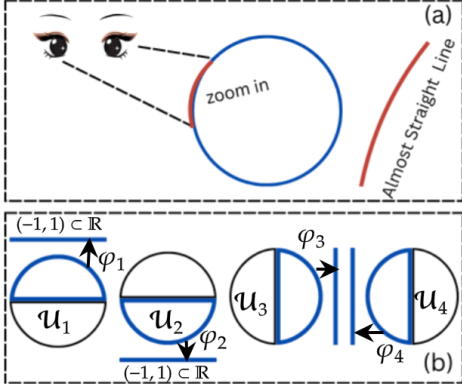 (a)
zoom in
Almost Straight Line
(-1, 1) ⊂ ℝ
φ₁
𝒰₁
𝒰₂
φ₂
(-1, 1) ⊂ ℝ
φ₃
𝒰₃
𝒰₄
φ₄
(b)